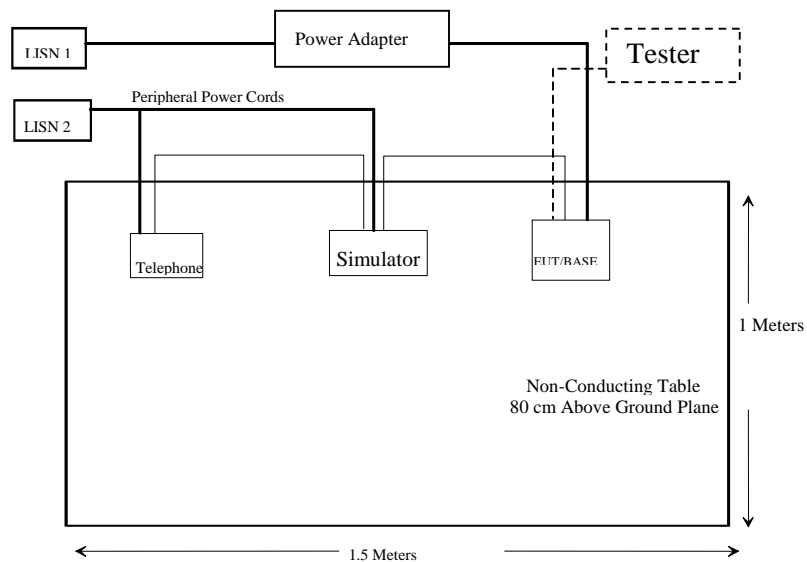 Power Adapter
LISN 1
Tester
Peripheral Power Cords
LISN 2
Telephone
Simulator
EUT/BASE
1 Meters
Non-Conducting Table
80 cm Above Ground Plane
1.5 Meters